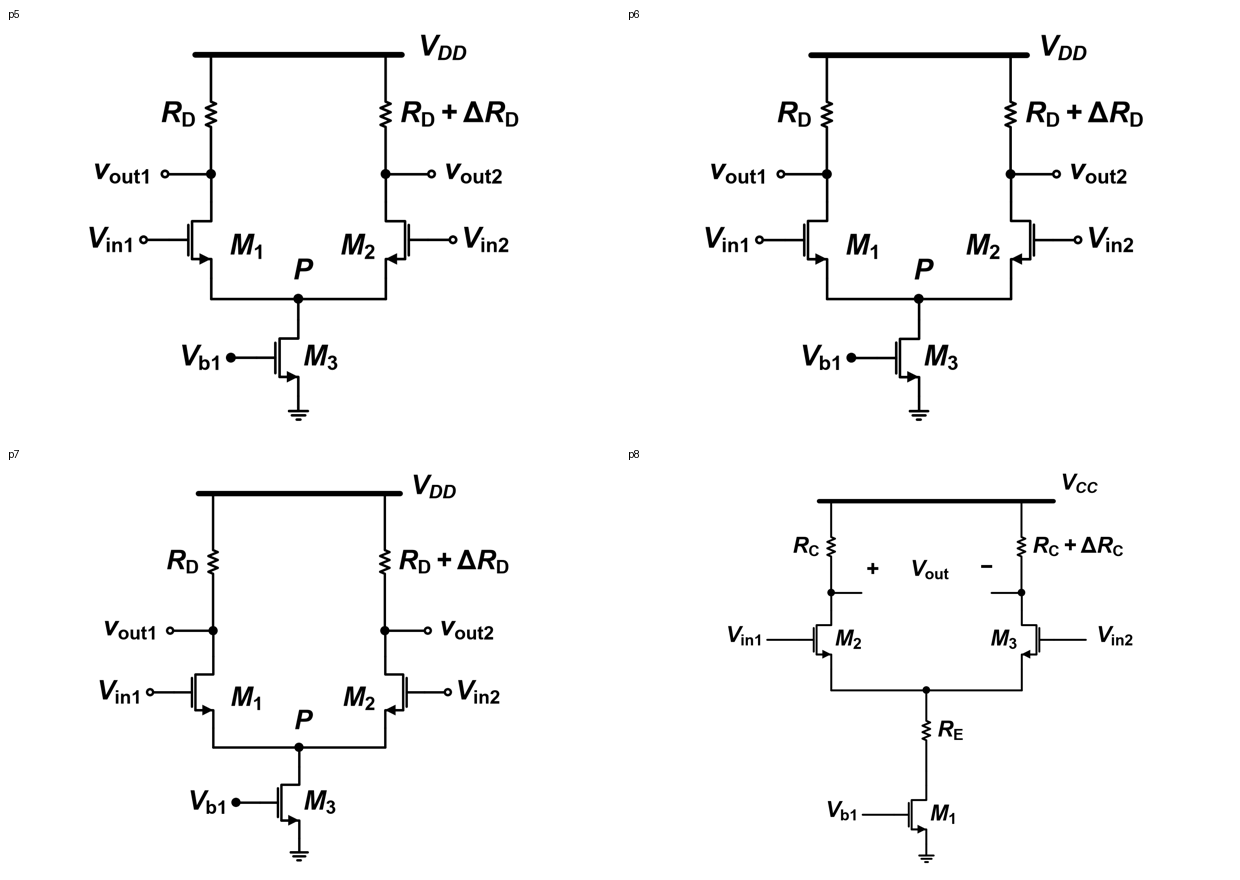 p5
p6
V_DD
V_DD
R_D
R_D + ΔR_D
R_D
R_D + ΔR_D
v_out1
v_out2
v_out1
v_out2
V_in1
M_1
M_2
V_in2
V_in1
M_1
M_2
V_in2
P
P
V_b1
M_3
V_b1
M_3
p7
p8
V_DD
V_CC
R_D
R_D + ΔR_D
R_C
R_C + ΔR_C
+ V_out −
v_out1
v_out2
V_in1
M_2
M_3
V_in2
V_in1
M_1
M_2
V_in2
P
R_E
V_b1
M_3
V_b1
M_1